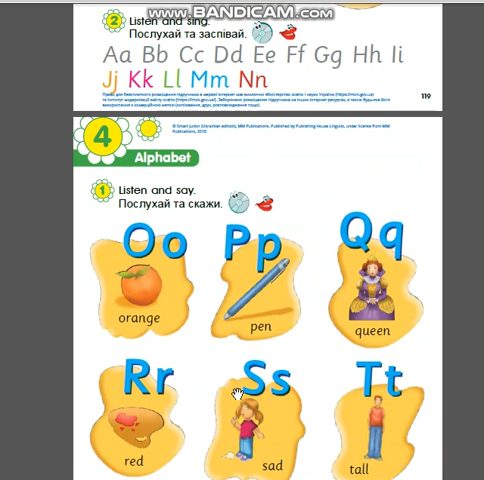 www.BANDICAM.com
2 Listen and sing.
Послухай та заспівай.
Aa Bb Cc Dd Ee Ff Gg Hh Ii
Jj Kk Ll Mm Nn
119
4
Alphabet
1 Listen and say.
Послухай та скажи.
Oo Pp Qq
orange pen queen
Rr Ss Tt
red sad tall